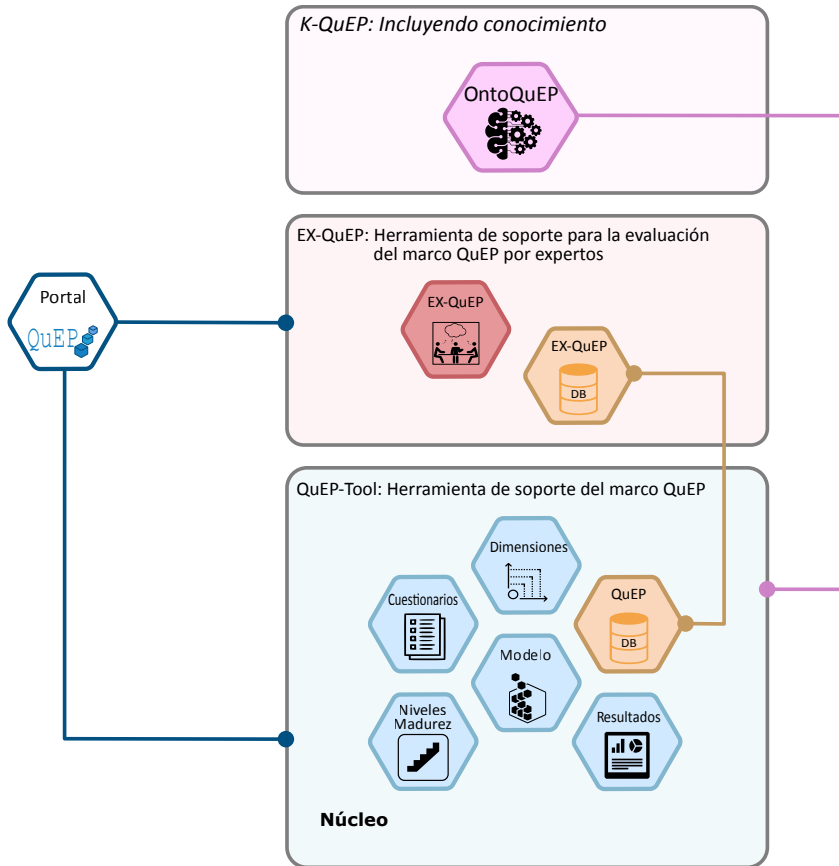 K-QuEP: Incluyendo conocimiento
OntoQuEP
EX-QuEP: Herramienta de soporte para la evaluación
del marco QuEP por expertos
Portal
QuEP
EX-QuEP
EX-QuEP
DB
QuEP-Tool: Herramienta de soporte del marco QuEP
Dimensiones
Cuestionarios
QuEP
DB
Modelo
Niveles
Madurez
Resultados
Núcleo